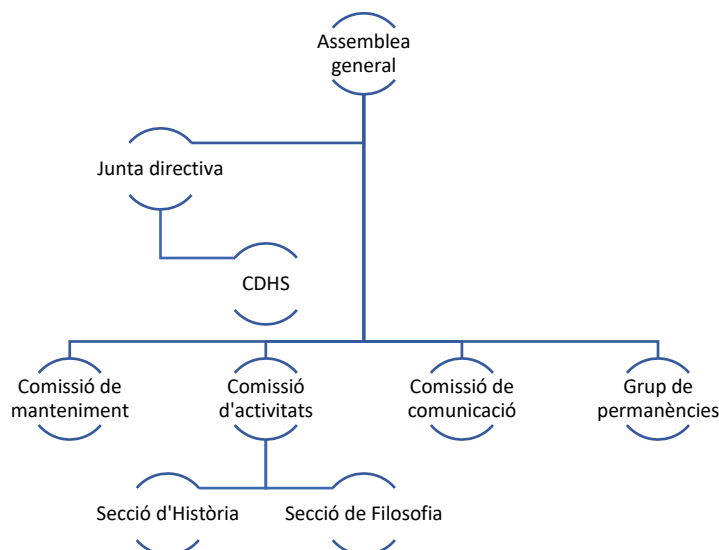 Assemblea
general
Junta directiva
CDHS
Comissió de
manteniment
Comissió
d'activitats
Comissió de
comunicació
Grup de
permanències
Secció d'Història
Secció de Filosofia